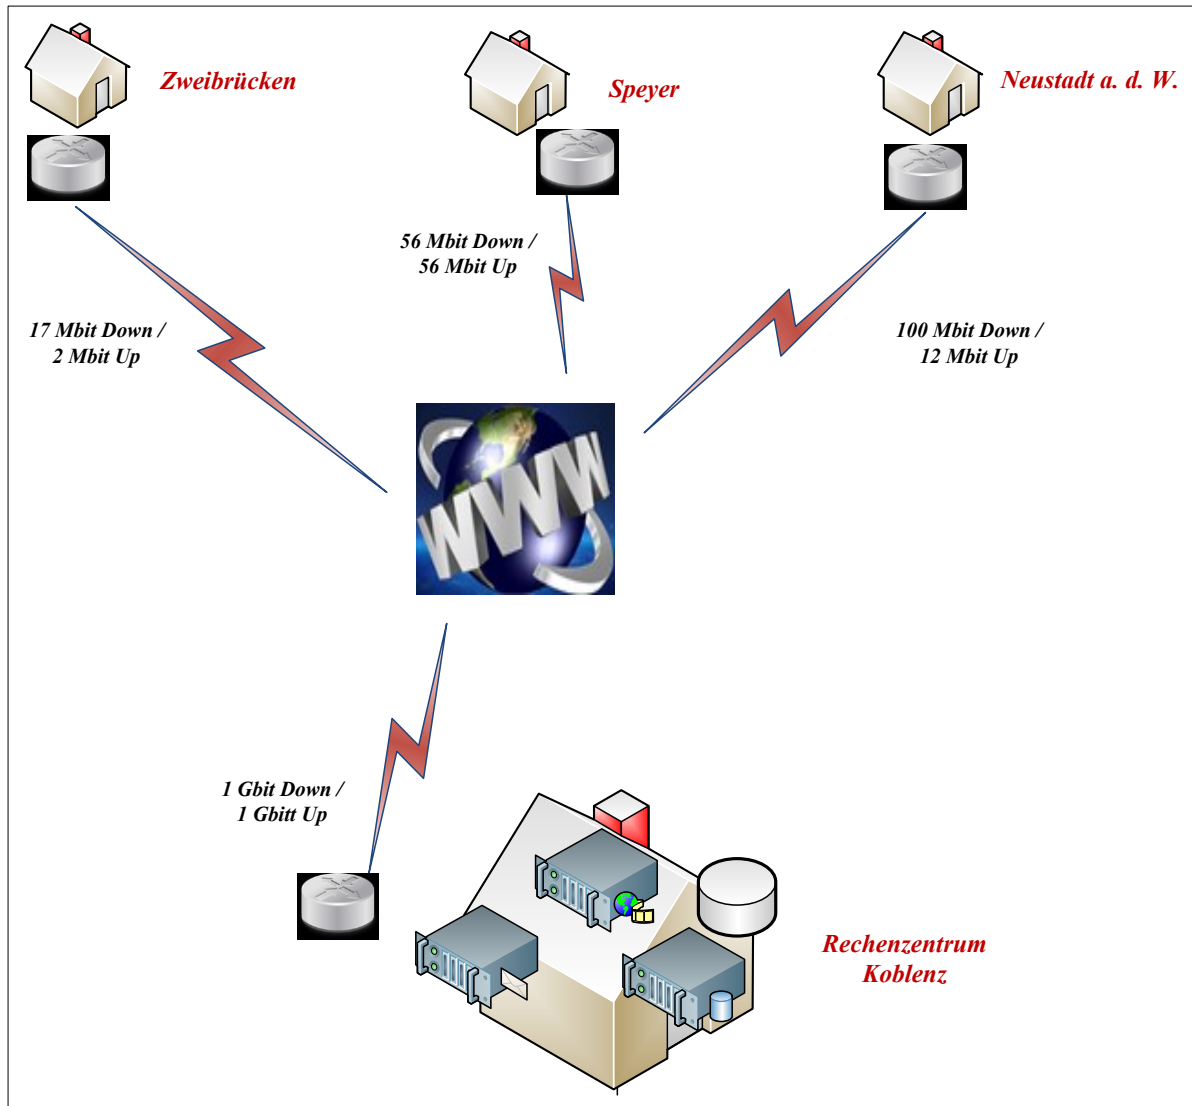 Zweibrücken
Speyer
Neustadt a. d. W.
56 Mbit Down /
56 Mbit Up
17 Mbit Down /
2 Mbit Up
100 Mbit Down /
12 Mbit Up
WWW
1 Gbit Down /
1 Gbitt Up
Rechenzentrum
Koblenz